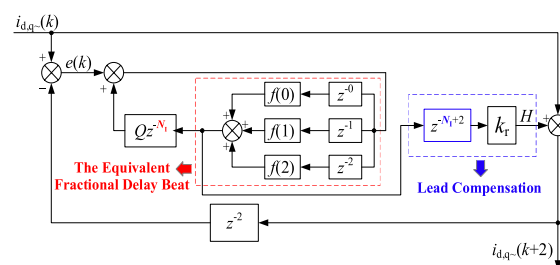 i_{d,q~}(k)
+
−
e(k)
+
+
Qz^{-N_1}
+
+
+
f(0)
z^{-0}
f(1)
z^{-1}
f(2)
z^{-2}
z^{-N_1+2}
k_r
H
+
+
The Equivalent
Fractional Delay Beat
Lead Compensation
z^{-2}
i_{d,q~}(k+2)